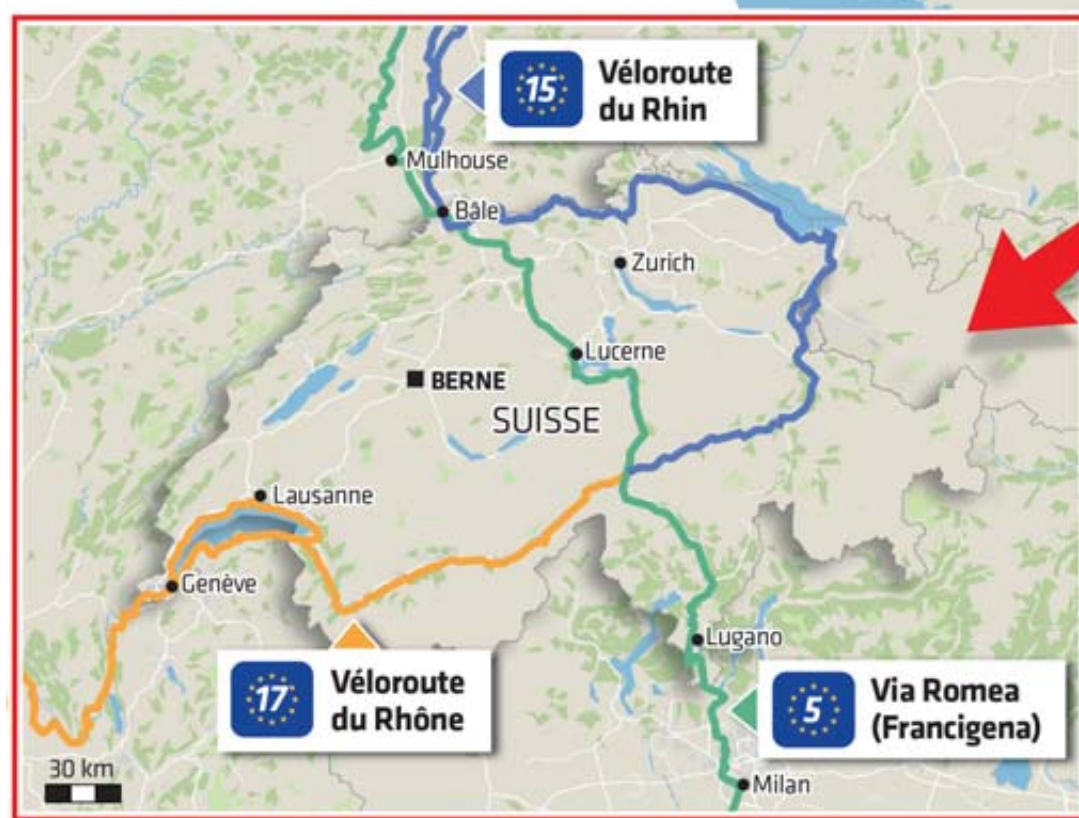 15
Véloroute
du Rhin
Mulhouse
Bâle
Zurich
Lucerne
BERNE
SUISSE
Lausanne
Genève
Lugano
17
Véloroute
du Rhône
5
Via Romea
(Francigena)
30 km
Milan